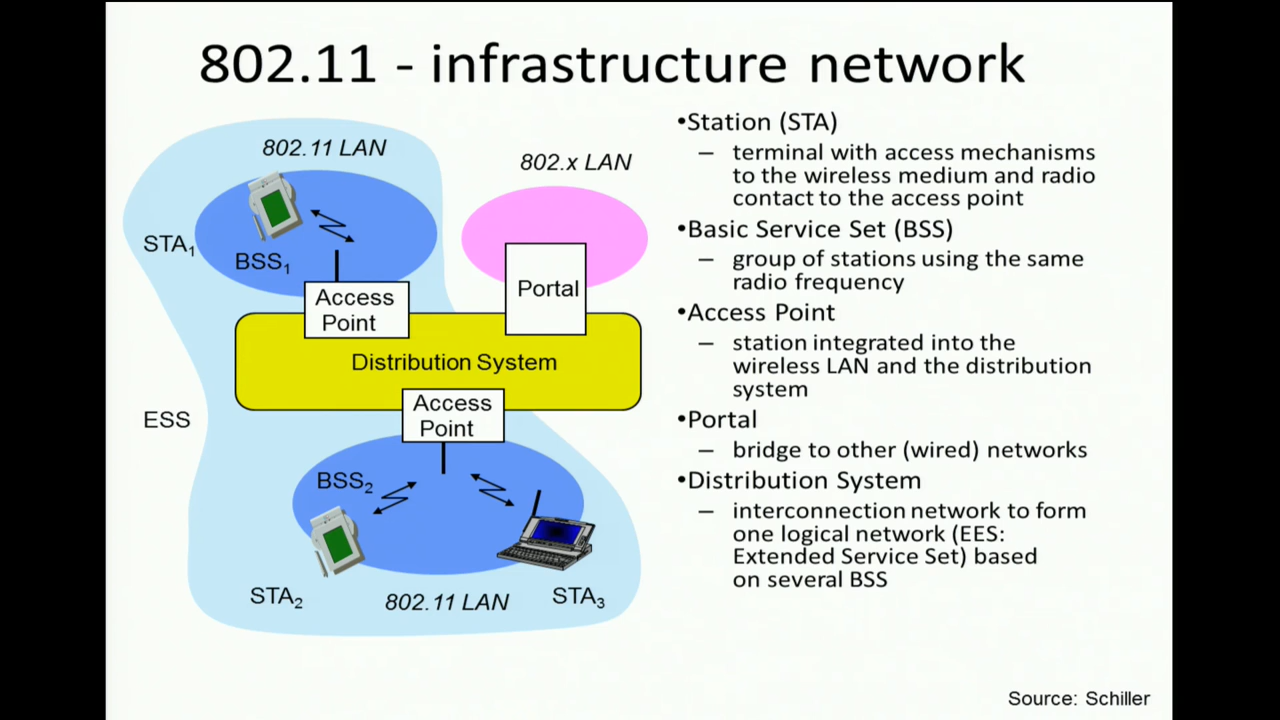 802.11 - infrastructure network
802.11 LAN
802.x LAN
STA1
BSS1
Access
Point
Portal
Distribution System
Access
Point
ESS
BSS2
STA2
802.11 LAN
STA3
•Station (STA)
– terminal with access mechanisms
to the wireless medium and radio
contact to the access point
•Basic Service Set (BSS)
– group of stations using the same
radio frequency
•Access Point
– station integrated into the
wireless LAN and the distribution
system
•Portal
– bridge to other (wired) networks
•Distribution System
– interconnection network to form
one logical network (EES:
Extended Service Set) based
on several BSS
Source: Schiller